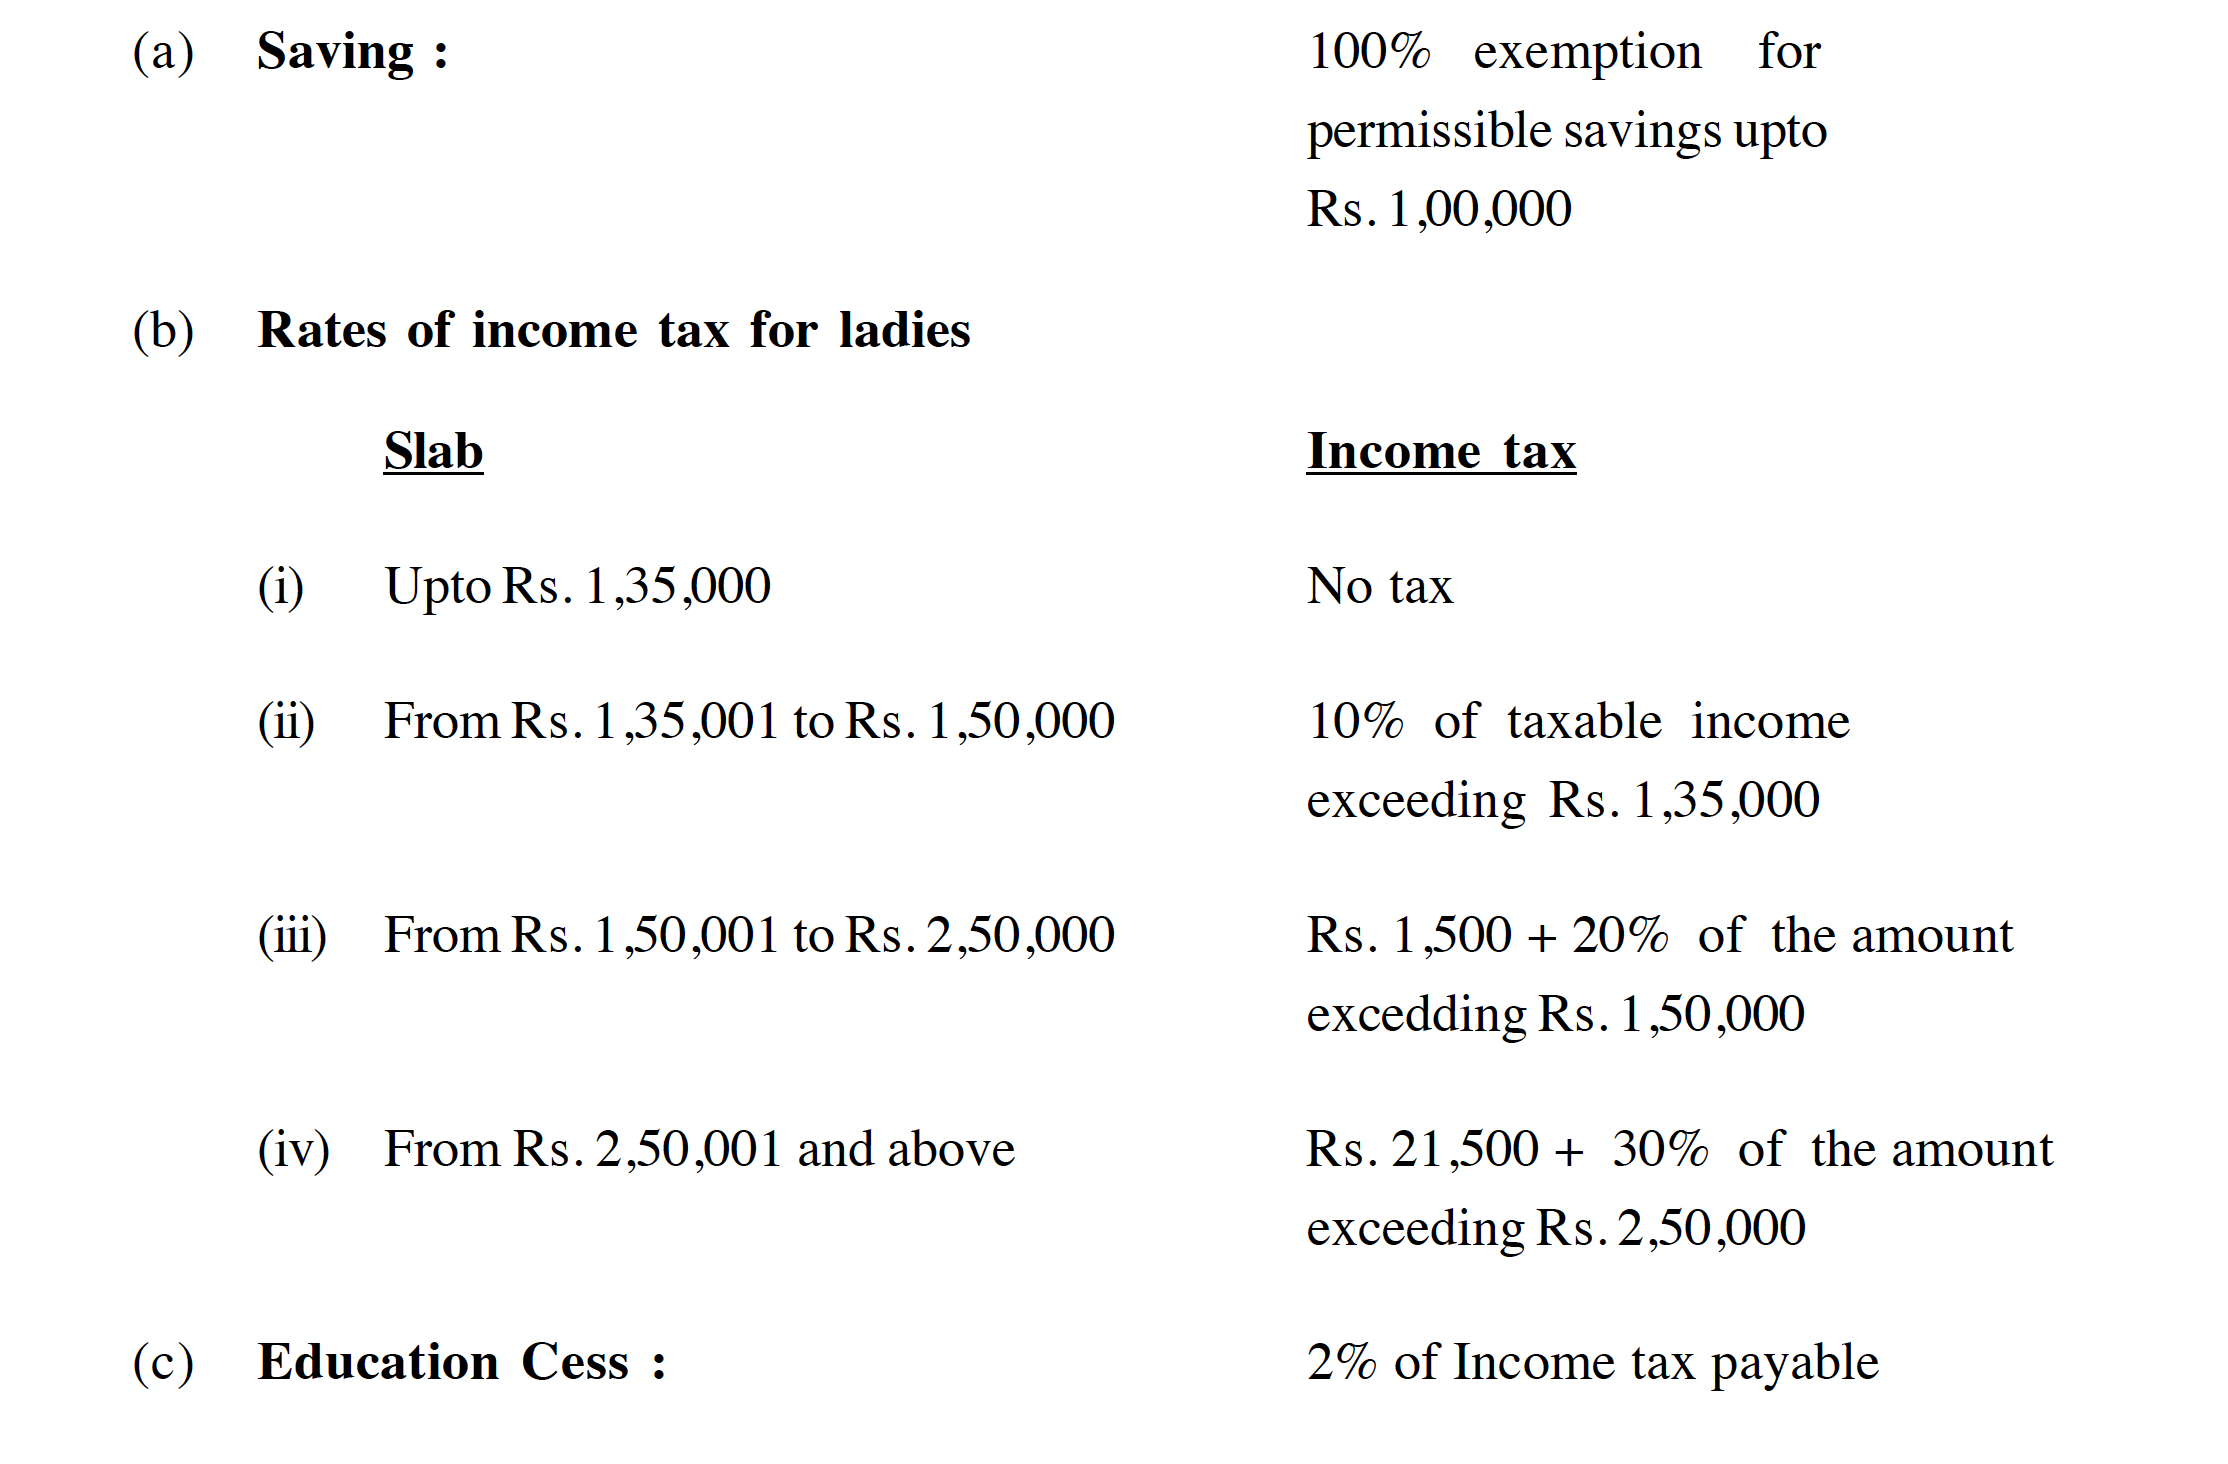 (a) Saving : 100% exemption for
permissible savings upto
Rs. 1,00,000
(b) Rates of income tax for ladies
Slab Income tax
(i) Upto Rs. 1,35,000 No tax
(ii) From Rs. 1,35,001 to Rs. 1,50,000 10% of taxable income
exceeding Rs. 1,35,000
(iii) From Rs. 1,50,001 to Rs. 2,50,000 Rs. 1,500 + 20% of the amount
excedding Rs. 1,50,000
(iv) From Rs. 2,50,001 and above Rs. 21,500 + 30% of the amount
exceeding Rs. 2,50,000
(c) Education Cess : 2% of Income tax payable